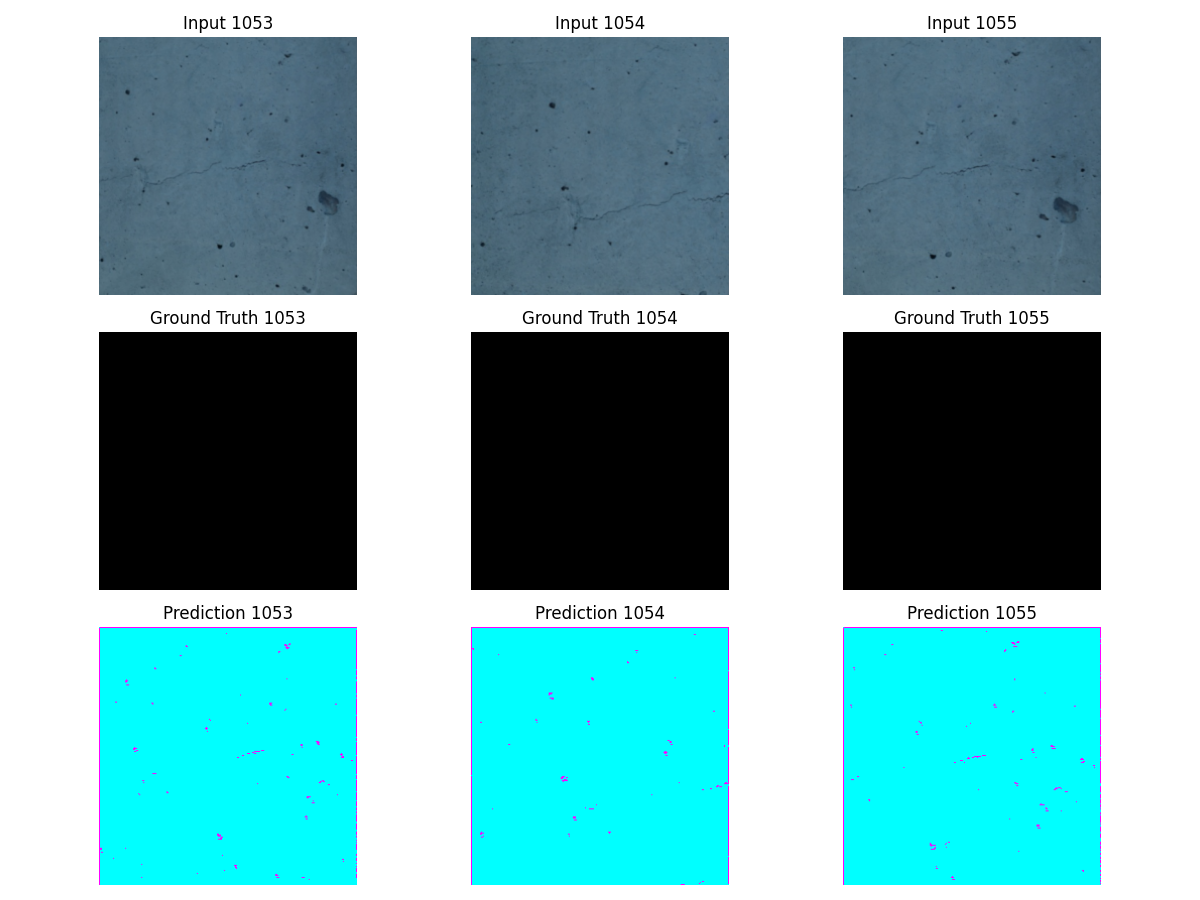 Input 1053
Input 1054
Input 1055
Ground Truth 1053
Ground Truth 1054
Ground Truth 1055
Prediction 1053
Prediction 1054
Prediction 1055